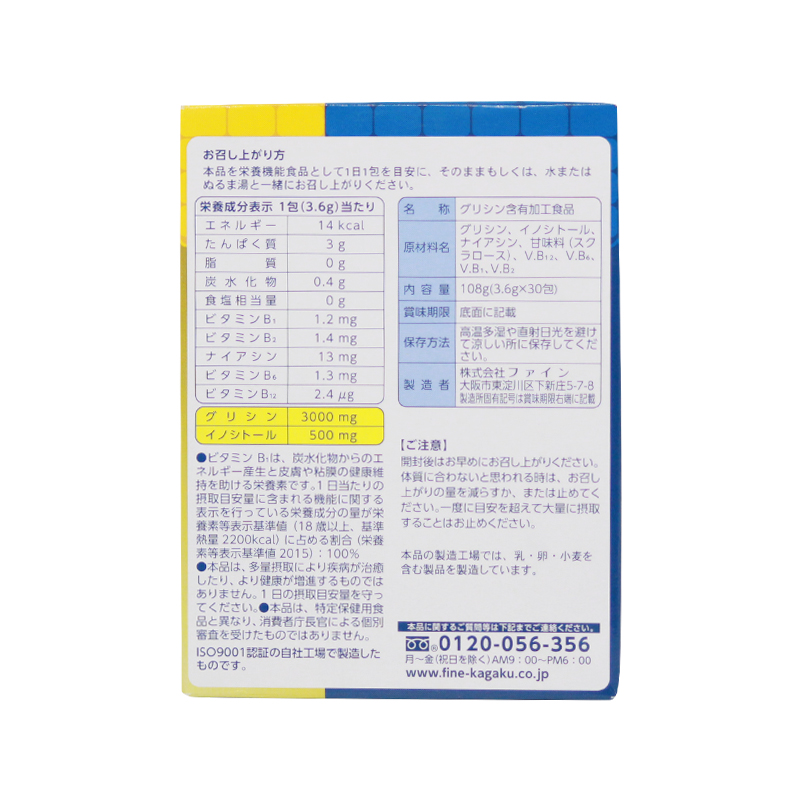 お召し上がり方
本品を栄養機能食品として1日1包を目安に、そのままもしくは、水または
ぬるま湯と一緒にお召し上がりください。
栄養成分表示 1包(3.6g)当たり
エネルギー 14 kcal
たんぱく質 3 g
脂質 0 g
炭水化物 0.4 g
食塩相当量 0 g
ビタミンB1 1.2 mg
ビタミンB2 1.4 mg
ナイアシン 13 mg
ビタミンB6 1.3 mg
ビタミンB12 2.4 μg
グリシン 3000 mg
イノシトール 500 mg
●ビタミン B1は、炭水化物からのエ
ネルギー産生と皮膚や粘膜の健康維
持を助ける栄養素です。1日当たりの
摂取目安量に含まれる機能に関する
表示を行っている栄養成分の量が栄
養素等表示基準値（18歳以上、基準
熱量 2200kcal）に占める割合（栄養
素等表示基準値 2015）：100%
●本品は、多量摂取により疾病が治癒
したり、より健康が増進するものでは
ありません。1日の摂取目安量を守っ
てください。●本品は、特定保健用食
品と異なり、消費者庁長官による個別
審査を受けたものではありません。
ISO9001認証の自社工場で製造した
ものです。
名称 グリシン含有加工食品
原材料名 グリシン、イノシトール、
ナイアシン、甘味料（スク
ラロース）、V.B12、V.B6、
V.B1、V.B2
内容量 108g(3.6g×30包)
賞味期限 底面に記載
保存方法 高温多湿や直射日光を避け
て涼しい所に保存してくだ
さい。
製造者 株式会社ファイン
大阪市東淀川区下新庄5-7-8
製造所固有記号は賞味期限右端に記載
【ご注意】
開封後はお早めにお召し上がりください。
体質に合わないと思われる時は、お召し
上がりの量を減らすか、または止めてく
ださい。一度に目安を超えて大量に摂取
することはお止めください。
本品の製造工場では、乳・卵・小麦を
含む製品を製造しています。
本品に関するご質問等は下記までご連絡ください。
®0120-056-356
月〜金(祝日を除く)AM9：00〜PM6：00
www.fine-kagaku.co.jp